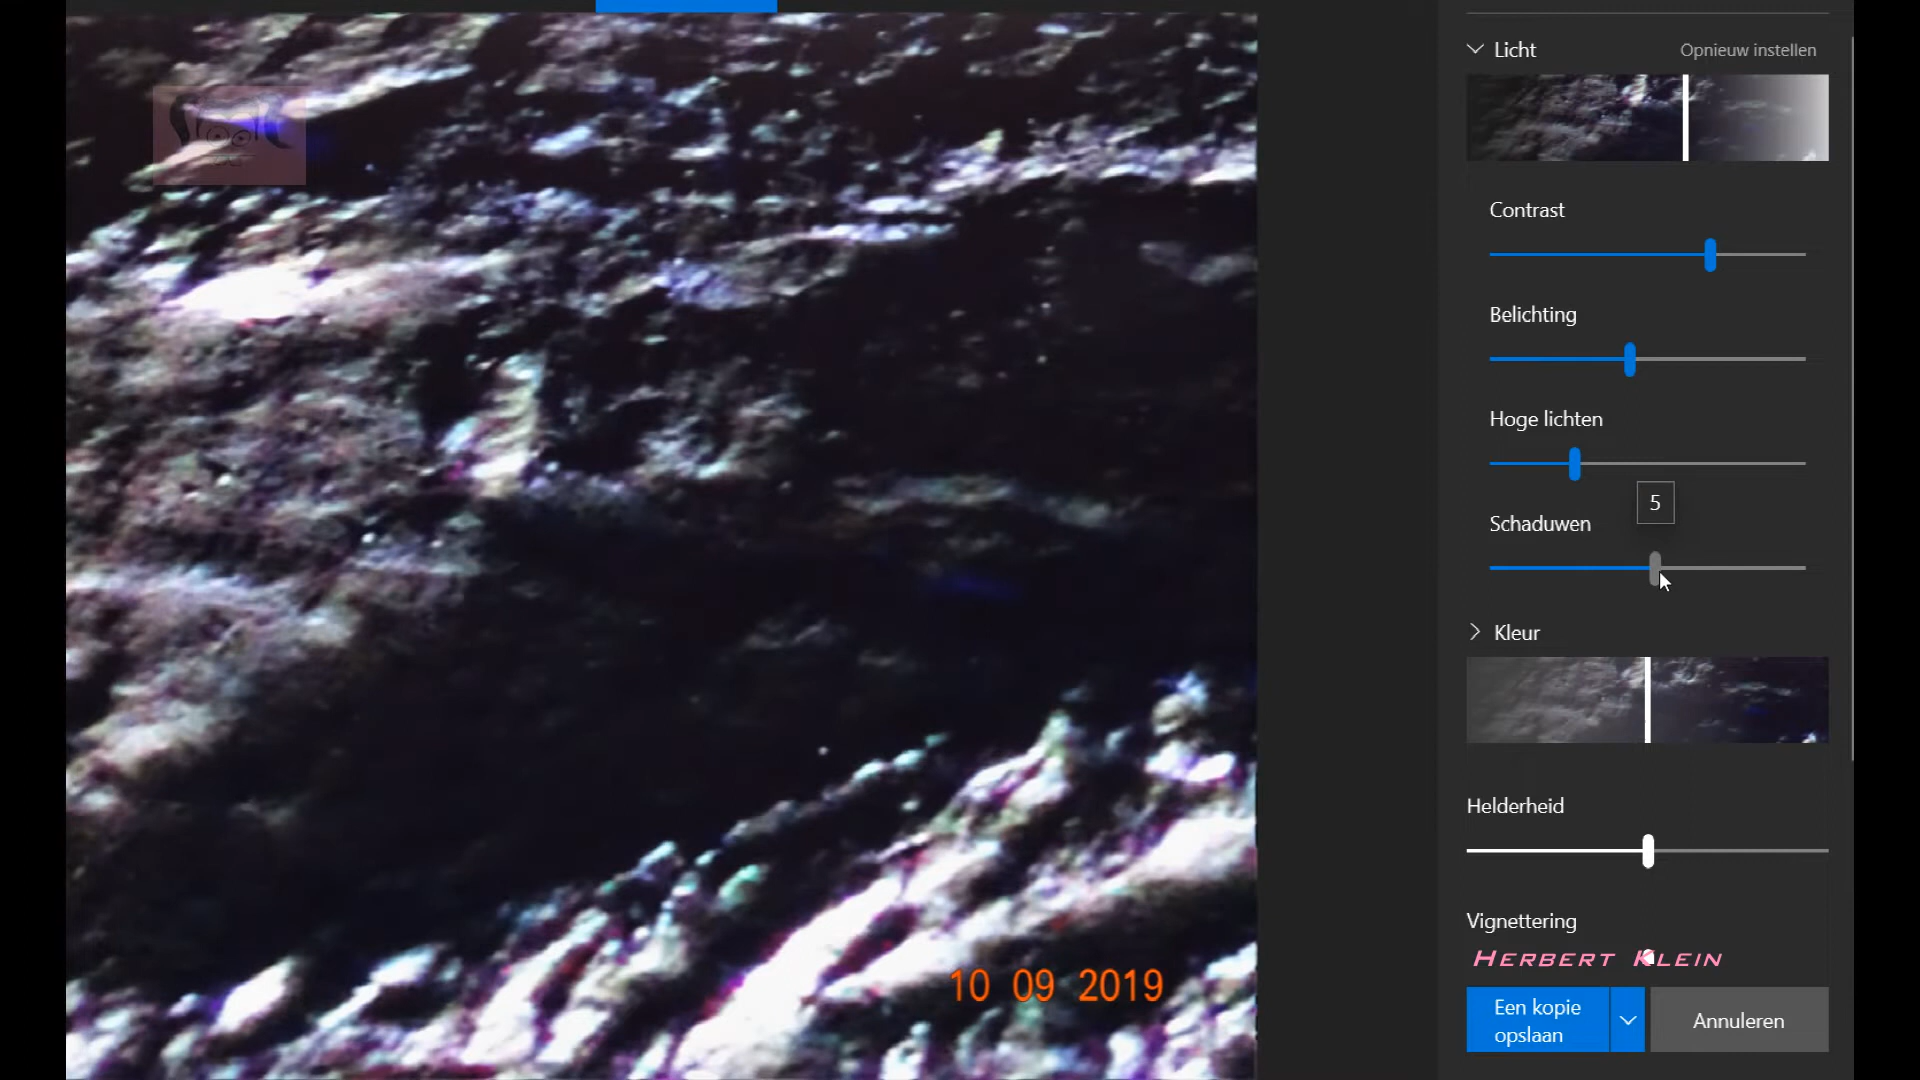 Licht
Opnieuw instellen
Contrast
Belichting
Hoge lichten
5
Schaduwen
Kleur
Helderheid
Vignettering
HERBERT KLEIN
10 09 2019
Een kopie
opslaan
Annuleren